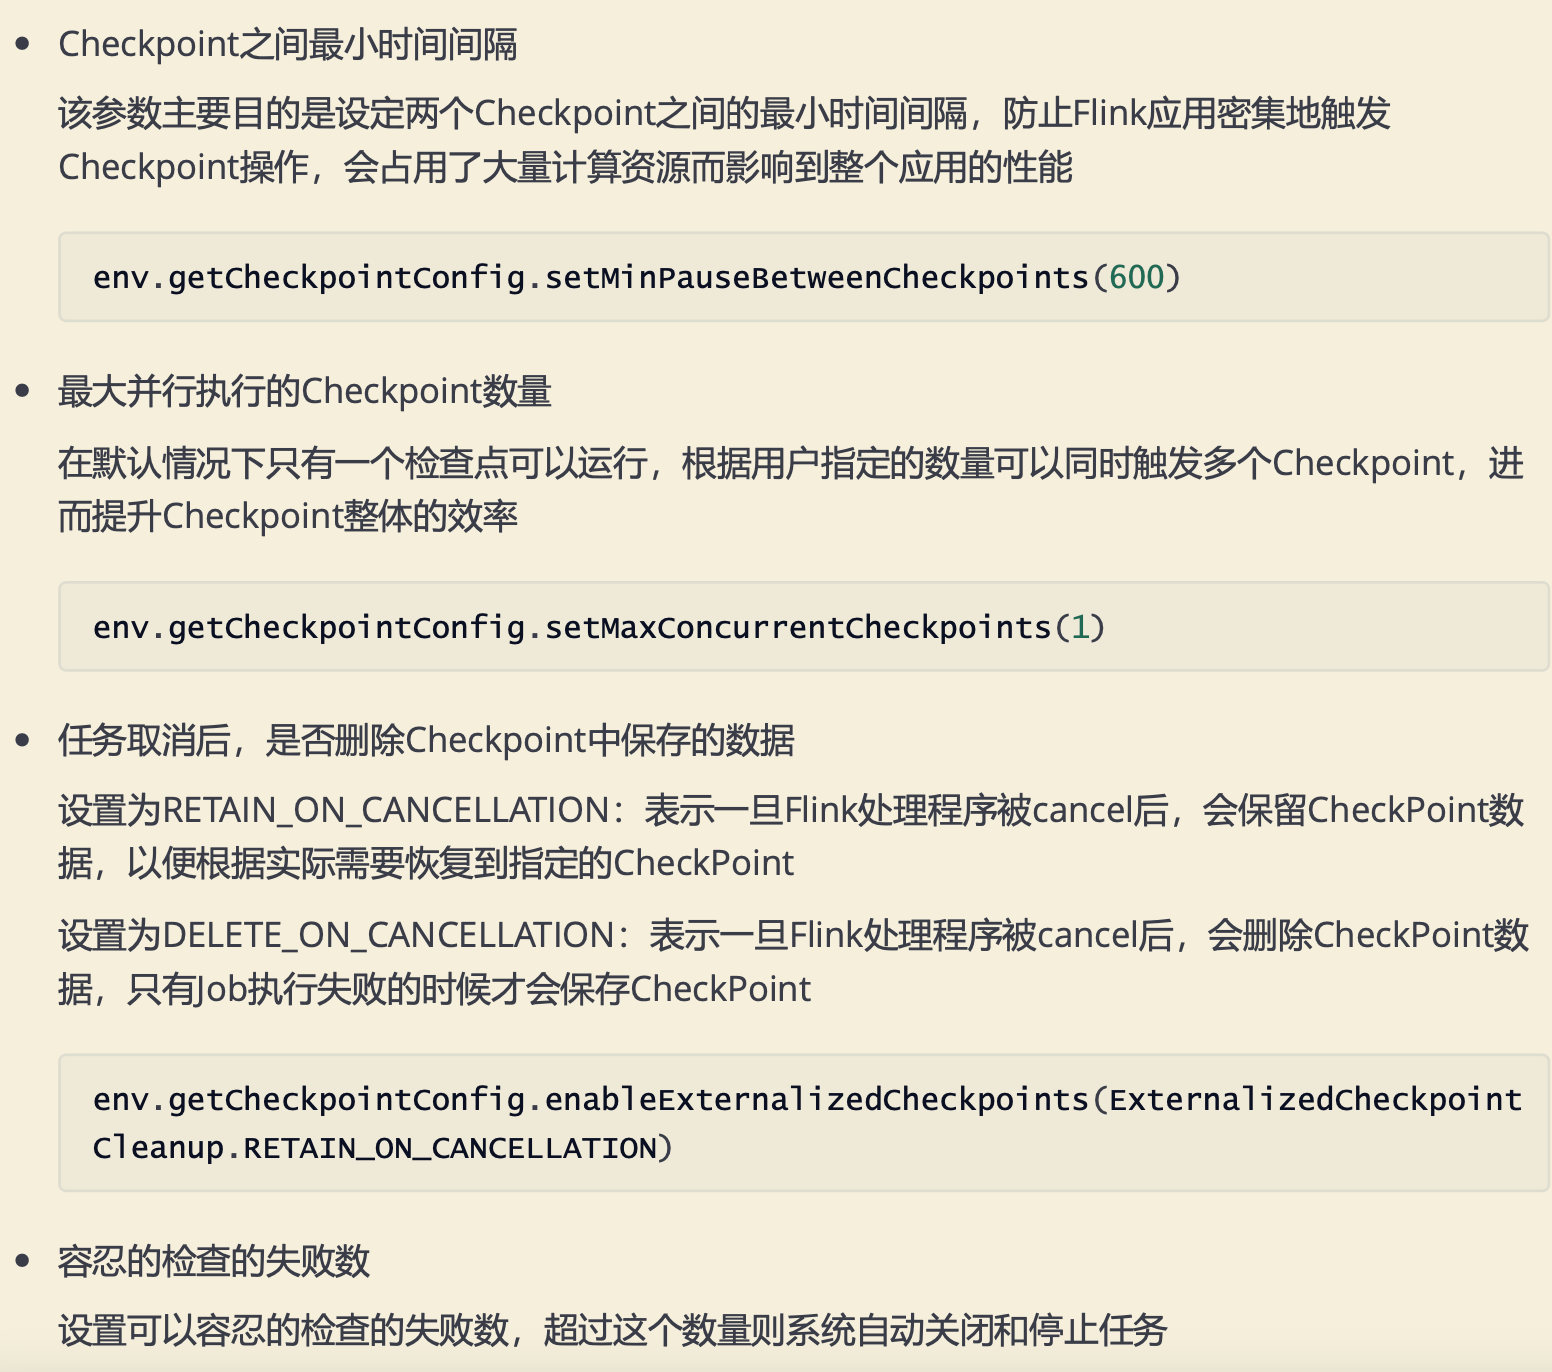 Checkpoint之间最小时间间隔
该参数主要目的是设定两个Checkpoint之间的最小时间间隔，防止Flink应用密集地触发
Checkpoint操作，会占用了大量计算资源而影响到整个应用的性能
env.getCheckpointConfig.setMinPauseBetweenCheckpoints(600)
最大并行执行的Checkpoint数量
在默认情况下只有一个检查点可以运行，根据用户指定的数量可以同时触发多个Checkpoint，进
而提升Checkpoint整体的效率
env.getCheckpointConfig.setMaxConcurrentCheckpoints(1)
任务取消后，是否删除Checkpoint中保存的数据
设置为RETAIN_ON_CANCELLATION：表示一旦Flink处理程序被cancel后，会保留CheckPoint数
据，以便根据实际需要恢复到指定的CheckPoint
设置为DELETE_ON_CANCELLATION：表示一旦Flink处理程序被cancel后，会删除CheckPoint数
据，只有Job执行失败的时候才会保存CheckPoint
env.getCheckpointConfig.enableExternalizedCheckpoints(ExternalizedCheckpoint
Cleanup.RETAIN_ON_CANCELLATION)
容忍的检查的失败数
设置可以容忍的检查的失败数，超过这个数量则系统自动关闭和停止任务